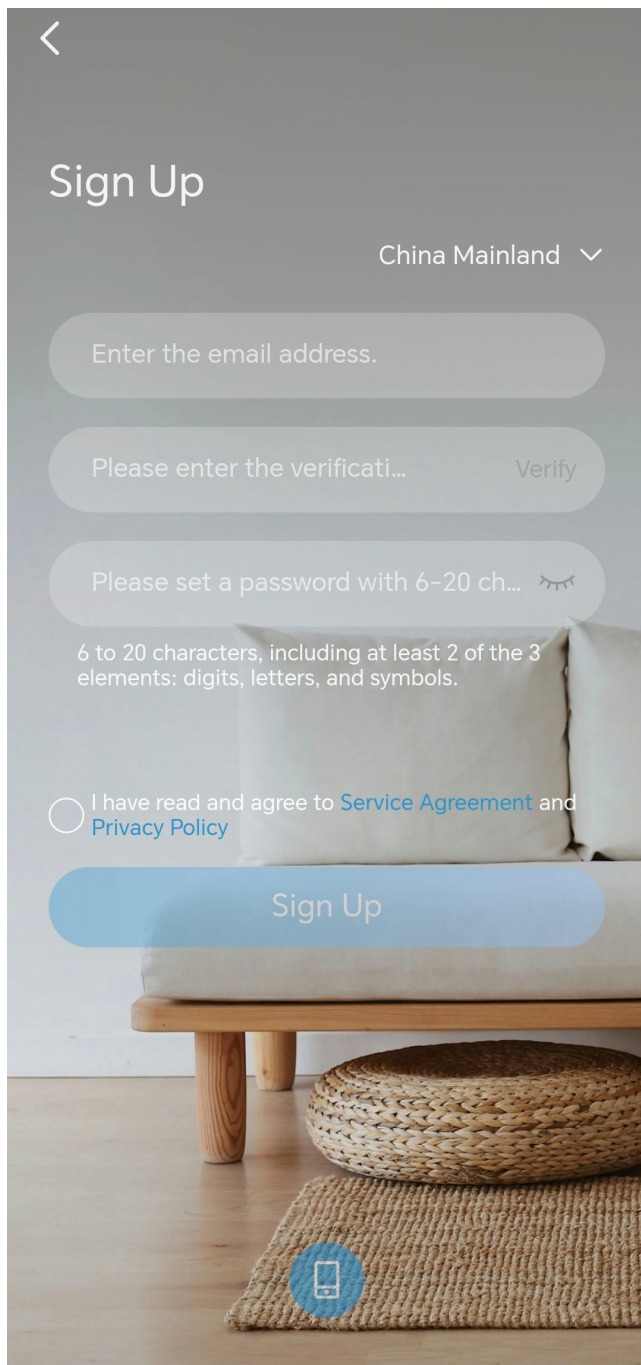 Sign Up
China Mainland
Enter the email address.
Please enter the verificati...
Verify
Please set a password with 6-20 ch...
6 to 20 characters, including at least 2 of the 3
elements: digits, letters, and symbols.
I have read and agree to Service Agreement and
Privacy Policy
Sign Up